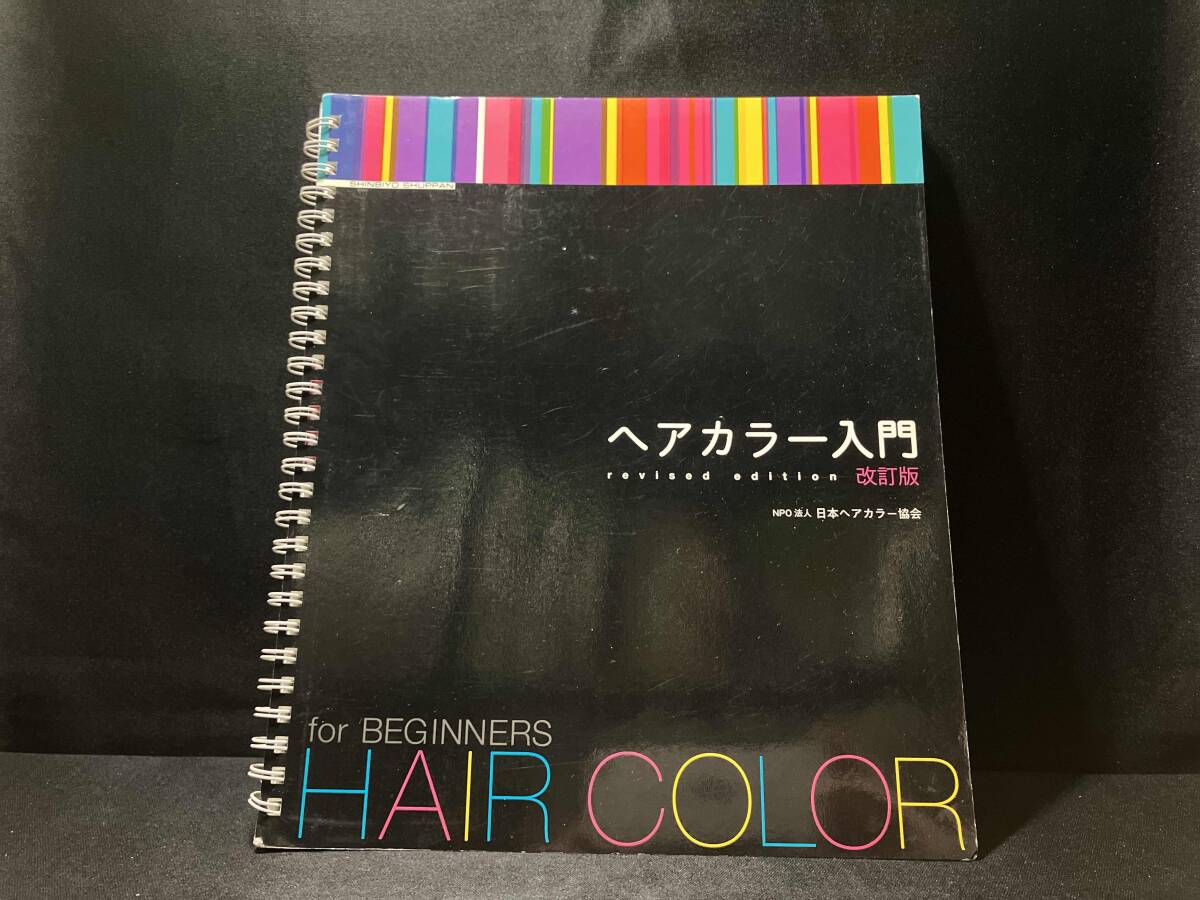 SHINBIYO SHUPPAN
ヘアカラー入門
revised edition 改訂版
NPO法人 日本ヘアカラー協会
for BEGINNERS
HAIR COLOR